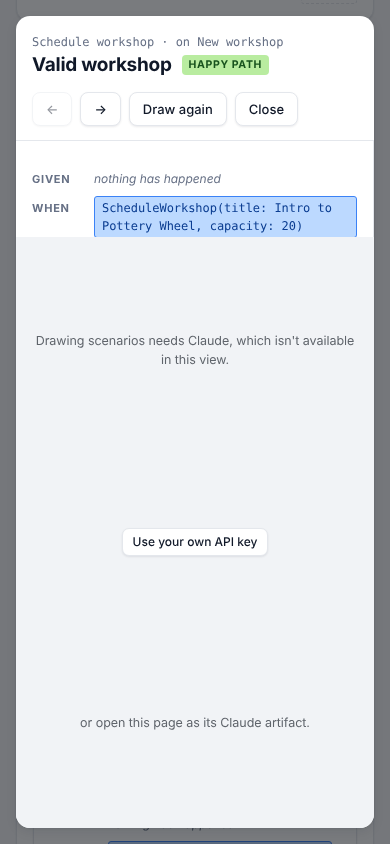 Schedule workshop · on New workshop
Valid workshop HAPPY PATH
← → Draw again Close
GIVEN nothing has happened
WHEN ScheduleWorkshop(title: Intro to
Pottery Wheel, capacity: 20)
Drawing scenarios needs Claude, which isn't available
in this view.
Use your own API key
or open this page as its Claude artifact.